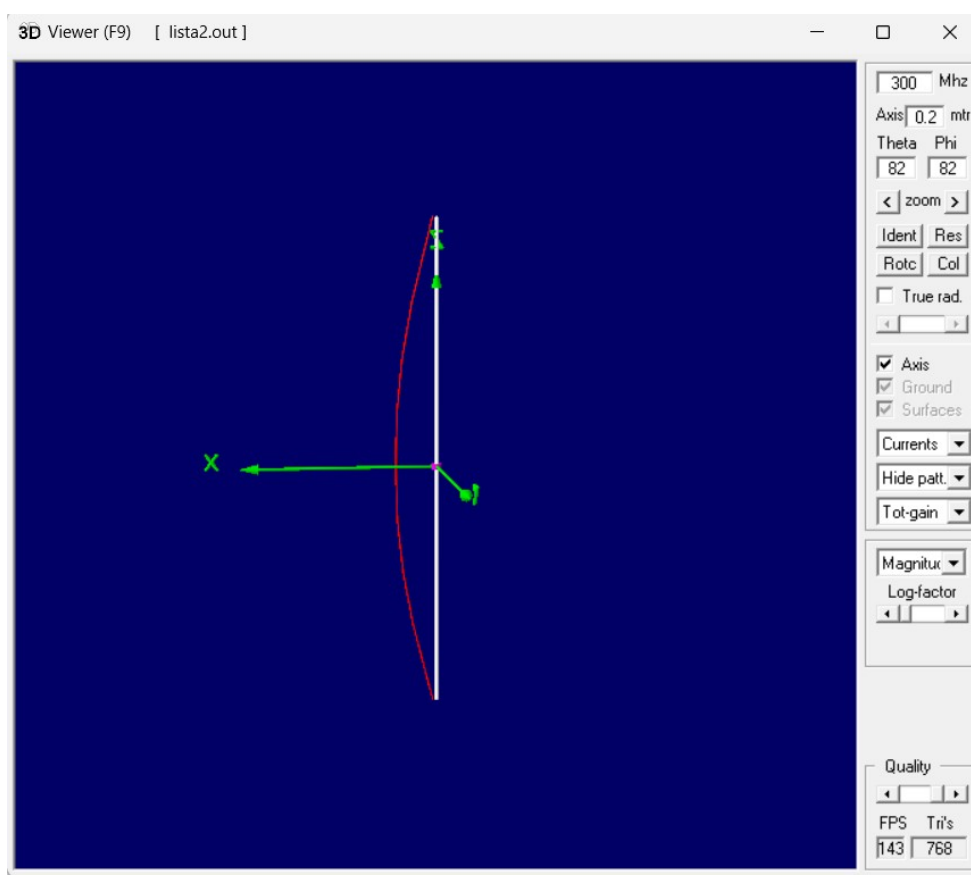 3D Viewer (F9) [ lista2.out ]
300 Mhz
Axis 0.2 mtr
Theta Phi
82 82
< zoom >
Ident Res
Rotc Col
True rad.
Axis
Ground
Surfaces
Currents
Hide patt.
Tot-gain
Magnituc
Log-factor
Z
X
Quality
FPS Tri's
143 768